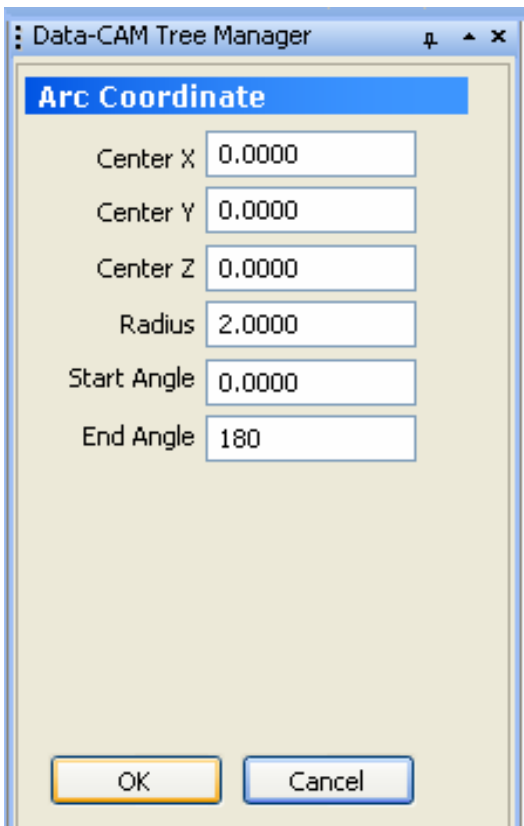 Data-CAM Tree Manager
Arc Coordinate
Center X 0.0000
Center Y 0.0000
Center Z 0.0000
Radius 2.0000
Start Angle 0.0000
End Angle 180
OK Cancel